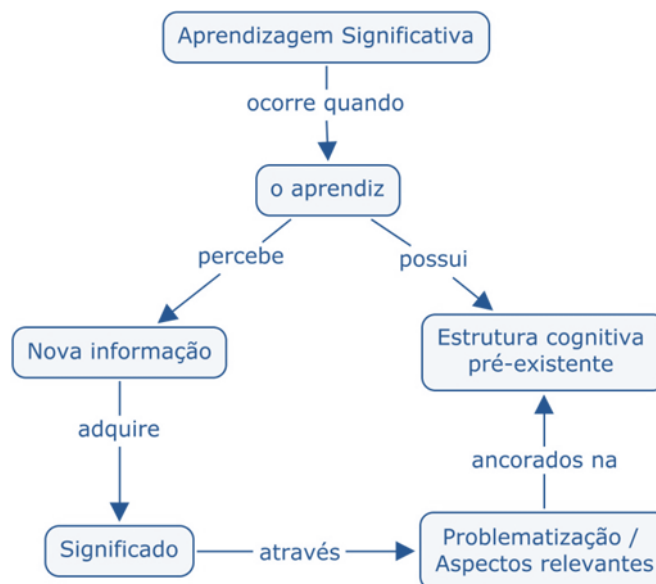 Aprendizagem Significativa
ocorre quando
o aprendiz
percebe
possui
Nova informação
Estrutura cognitiva
pré-existente
adquire
ancorados na
Significado
através
Problematização /
Aspectos relevantes